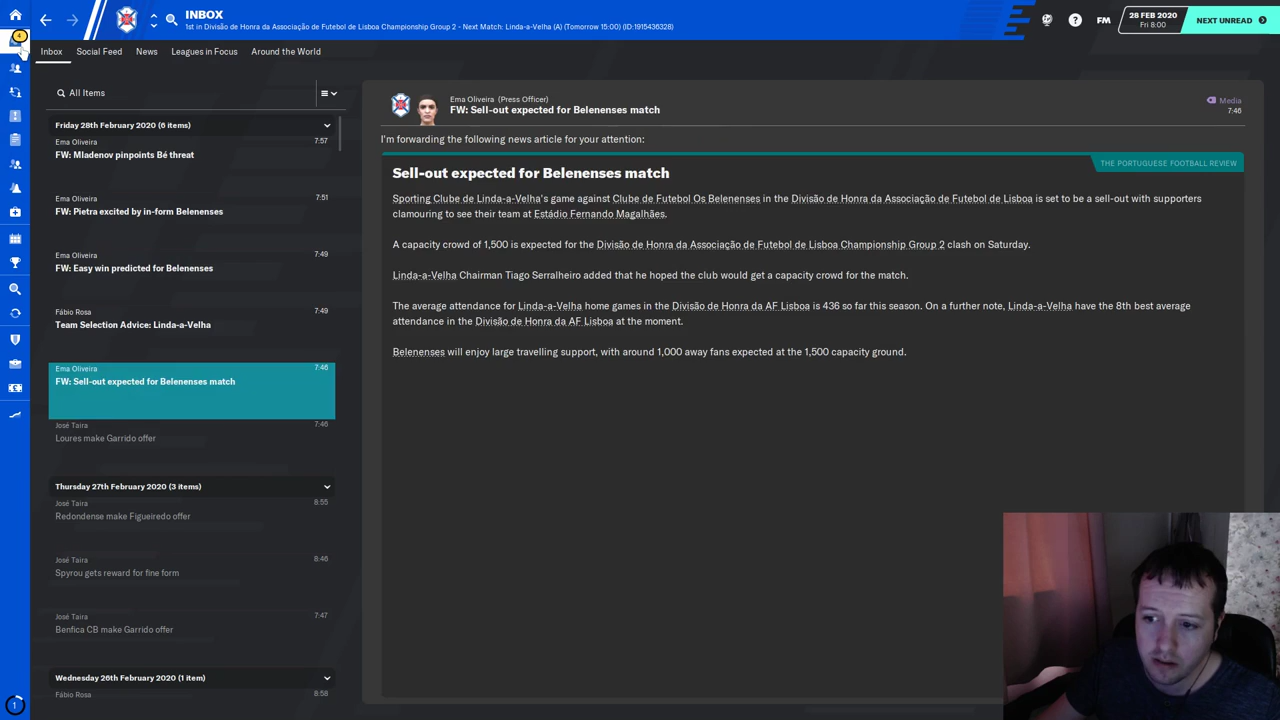 INBOX
1st in Divisão de Honra da Associação de Futebol de Lisboa Championship Group 2 - Next Match: Linda-a-Velha (A) (Tomorrow 15:00) (ID:1915436328)
FM
28 FEB 2020
Fri 8:00
NEXT UNREAD
4
Inbox
Social Feed
News
Leagues in Focus
Around the World
All Items
Friday 28th February 2020 (6 items)
Ema Oliveira
7:57
FW: Mladenov pinpoints Bé threat
Ema Oliveira
7:51
FW: Pietra excited by in-form Belenenses
Ema Oliveira
7:49
FW: Easy win predicted for Belenenses
Fábio Rosa
7:49
Team Selection Advice: Linda-a-Velha
Ema Oliveira
7:46
FW: Sell-out expected for Belenenses match
José Taira
7:46
Loures make Garrido offer
Thursday 27th February 2020 (3 items)
José Taira
8:55
Redondense make Figueiredo offer
José Taira
8:46
Spyrou gets reward for fine form
José Taira
7:47
Benfica CB make Garrido offer
Wednesday 26th February 2020 (1 item)
Fábio Rosa
8:58
1
Ema Oliveira (Press Officer)
FW: Sell-out expected for Belenenses match
Media
7:46
I'm forwarding the following news article for your attention:
THE PORTUGUESE FOOTBALL REVIEW
Sell-out expected for Belenenses match
Sporting Clube de Linda-a-Velha's game against Clube de Futebol Os Belenenses in the Divisão de Honra da Associação de Futebol de Lisboa is set to be a sell-out with supporters
clamouring to see their team at Estádio Fernando Magalhães.
A capacity crowd of 1,500 is expected for the Divisão de Honra da Associação de Futebol de Lisboa Championship Group 2 clash on Saturday.
Linda-a-Velha Chairman Tiago Serralheiro added that he hoped the club would get a capacity crowd for the match.
The average attendance for Linda-a-Velha home games in the Divisão de Honra da AF Lisboa is 436 so far this season. On a further note, Linda-a-Velha have the 8th best average
attendance in the Divisão de Honra da AF Lisboa at the moment.
Belenenses will enjoy large travelling support, with around 1,000 away fans expected at the 1,500 capacity ground.